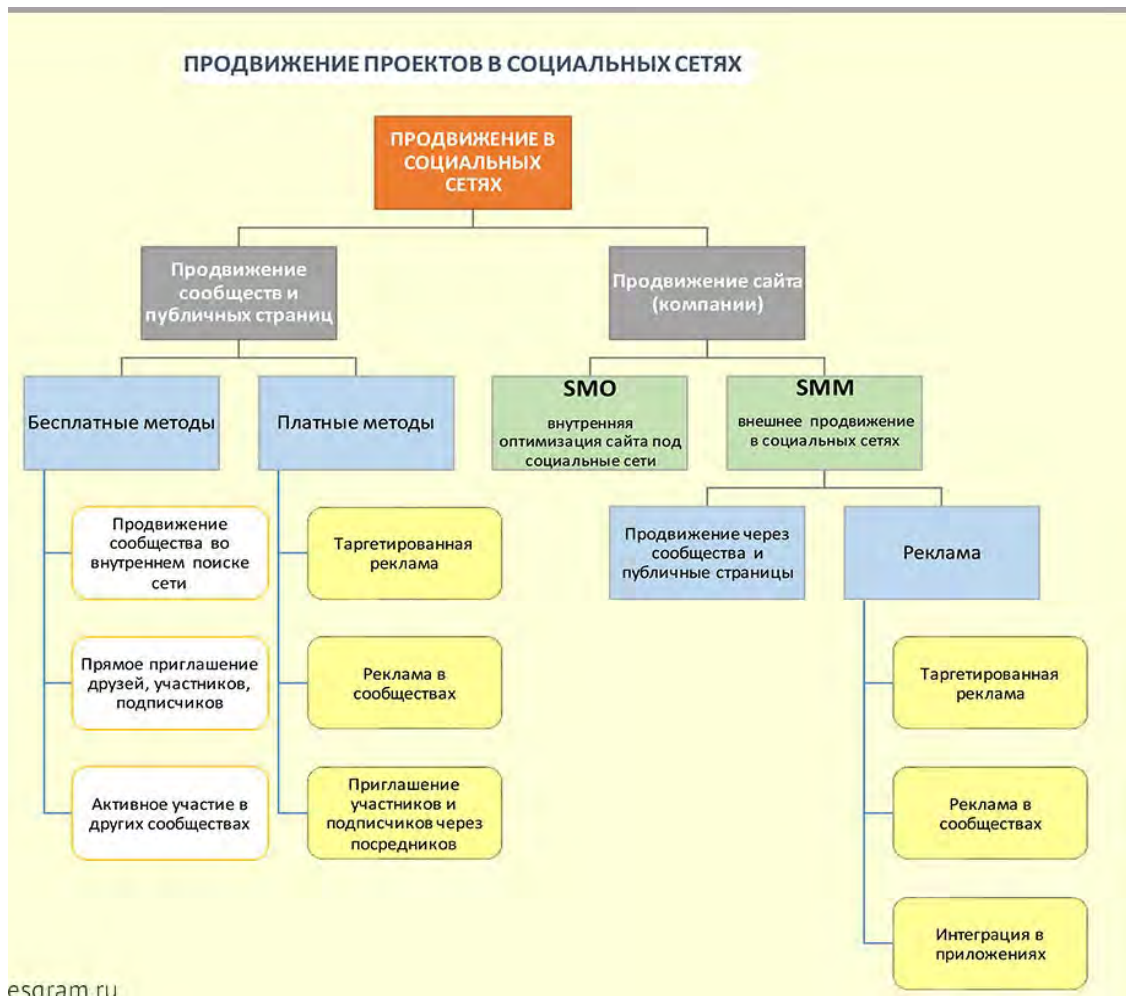 ПРОДВИЖЕНИЕ ПРОЕКТОВ В СОЦИАЛЬНЫХ СЕТЯХ
ПРОДВИЖЕНИЕ В
СОЦИАЛЬНЫХ
СЕТЯХ
Продвижение
сообществ и
публичных страниц
Продвижение сайта
(компании)
Бесплатные методы
Платные методы
SMO
внутренняя
оптимизация сайта под
социальные сети
SMM
внешнее продвижение
в социальных сетях
Продвижение
сообщества во
внутреннем поиске
сети
Таргетированная
реклама
Продвижение через
сообщества и
публичные страницы
Реклама
Прямое приглашение
друзей, участников,
подписчиков
Реклама в
сообществах
Таргетированная
реклама
Активное участие в
других сообществах
Приглашение
участников и
подписчиков через
посредников
Реклама в
сообществах
Интеграция в
приложениях
esgram.ru